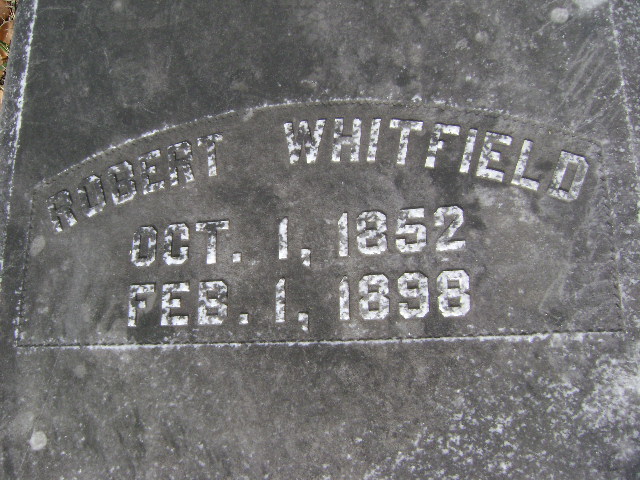 ROBERT WHITFIELD
OCT. 1, 1852
FEB. 1, 1898